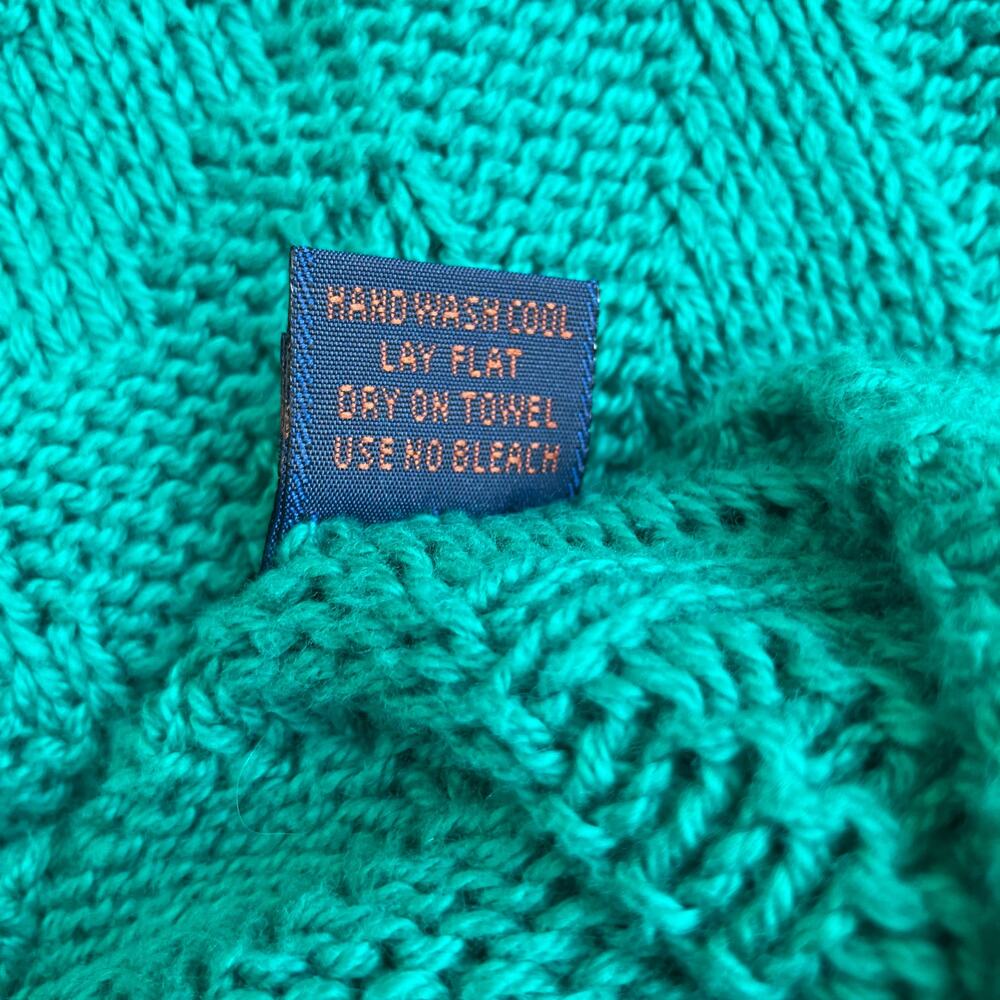 HAND WASH COOL
LAY FLAT
DRY ON TOWEL
USE NO BLEACH